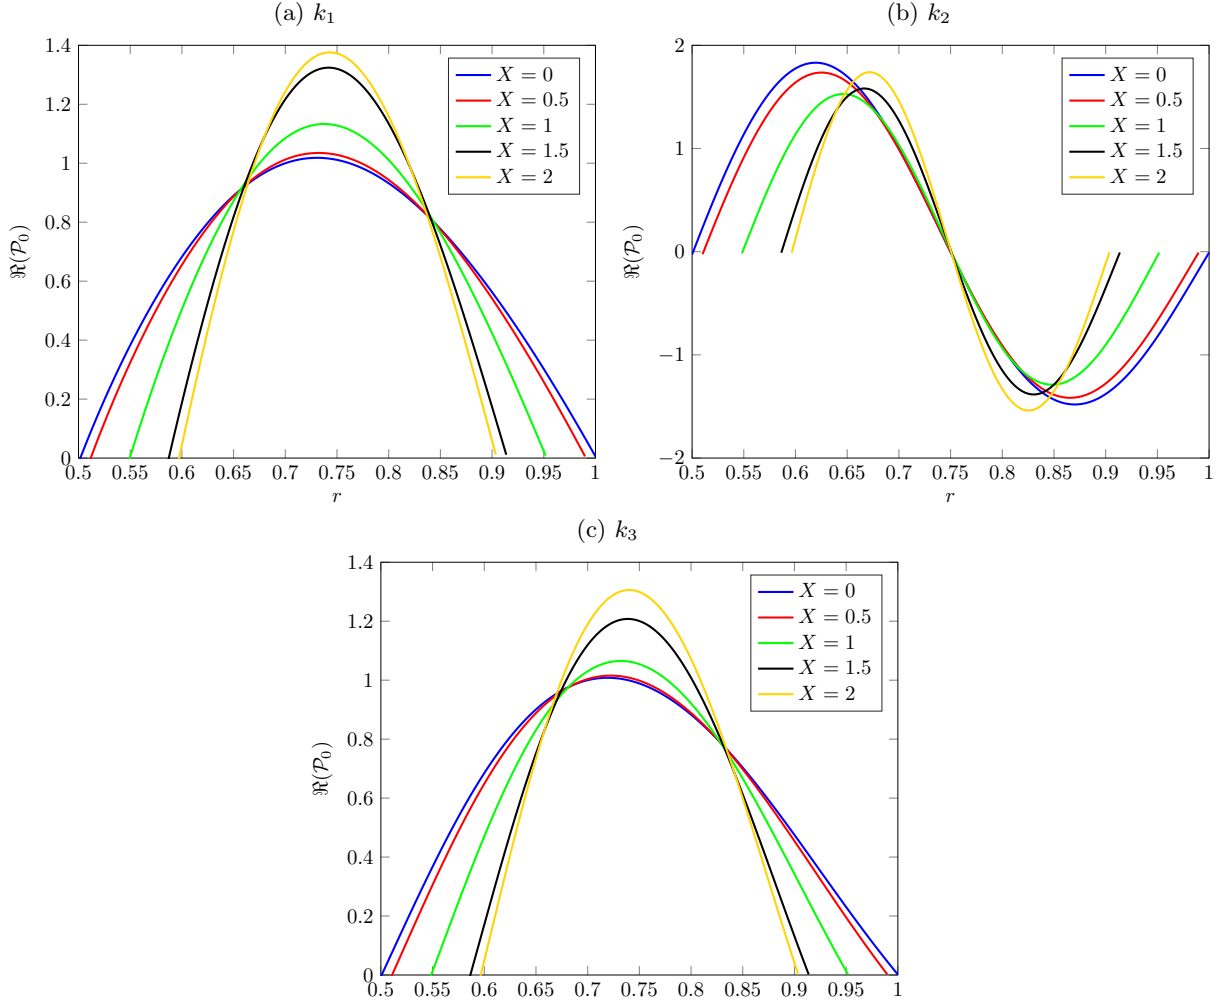 (a) k₁
ℜ(𝒫₀)
1.4
1.2
1
0.8
0.6
0.4
0.2
0
0.5 0.55 0.6 0.65 0.7 0.75 0.8 0.85 0.9 0.95 1
r
X = 0
X = 0.5
X = 1
X = 1.5
X = 2
(b) k₂
ℜ(𝒫₀)
2
1
0
−1
−2
0.5 0.55 0.6 0.65 0.7 0.75 0.8 0.85 0.9 0.95 1
r
X = 0
X = 0.5
X = 1
X = 1.5
X = 2
(c) k₃
ℜ(𝒫₀)
1.4
1.2
1
0.8
0.6
0.4
0.2
0
0.5 0.55 0.6 0.65 0.7 0.75 0.8 0.85 0.9 0.95 1
X = 0
X = 0.5
X = 1
X = 1.5
X = 2